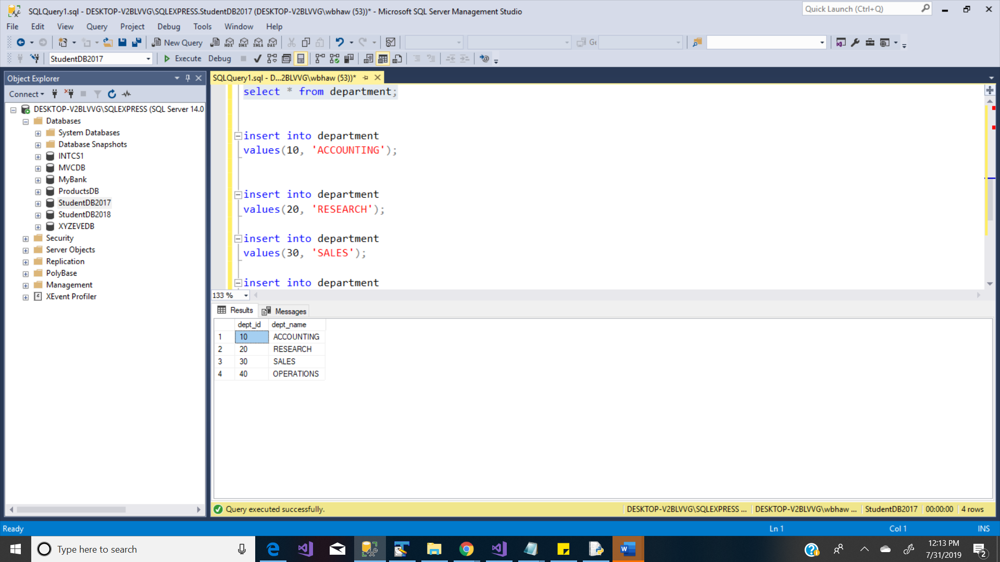 SQLQuery1.sql - DESKTOP-V2BLVVG\SQLEXPRESS.StudentDB2017 (DESKTOP-V2BLVVG\wbhaw (53))* - Microsoft SQL Server Management Studio
Quick Launch (Ctrl+Q)
File Edit View Query Project Debug Tools Window Help
New Query
MDX DMX XMLA DAX
StudentDB2017
Execute Debug
Object Explorer
Connect
DESKTOP-V2BLVVG\SQLEXPRESS (SQL Server 14.0
Databases
System Databases
Database Snapshots
INTCS1
MVCDB
MyBank
ProductsDB
StudentDB2017
StudentDB2018
XYZEVEDB
Security
Server Objects
Replication
PolyBase
Management
XEvent Profiler
SQLQuery1.sql - D...2BLVVG\wbhaw (53))*
select * from department;
insert into department
values(10, 'ACCOUNTING');
insert into department
values(20, 'RESEARCH');
insert into department
values(30, 'SALES');
insert into department
133 %
Results Messages
dept_id dept_name
1 10 ACCOUNTING
2 20 RESEARCH
3 30 SALES
4 40 OPERATIONS
Query executed successfully.
DESKTOP-V2BLVVG\SQLEXPRESS ... DESKTOP-V2BLVVG\wbhaw ... StudentDB2017 00:00:00 4 rows
Ready Ln 1 Col 1 INS
Type here to search
12:13 PM
7/31/2019
2